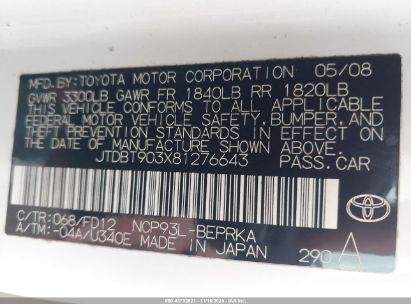 MFD.BY:TOYOTA MOTOR CORPORATION 05/08
GVWR 3300LB GAWR FR 1840LB RR 1820LB
THIS VEHICLE CONFORMS TO ALL APPLICABLE
FEDERAL MOTOR VEHICLE SAFETY, BUMPER, AND
THEFT PREVENTION STANDARDS IN EFFECT ON
THE DATE OF MANUFACTURE SHOWN ABOVE.
JTDBT903X81276643 PASS.CAR
C/TR:068/FD12 NCP93L-BEPRKA
A/TM:-04A/U340E MADE IN JAPAN 290 A
TOYOTA